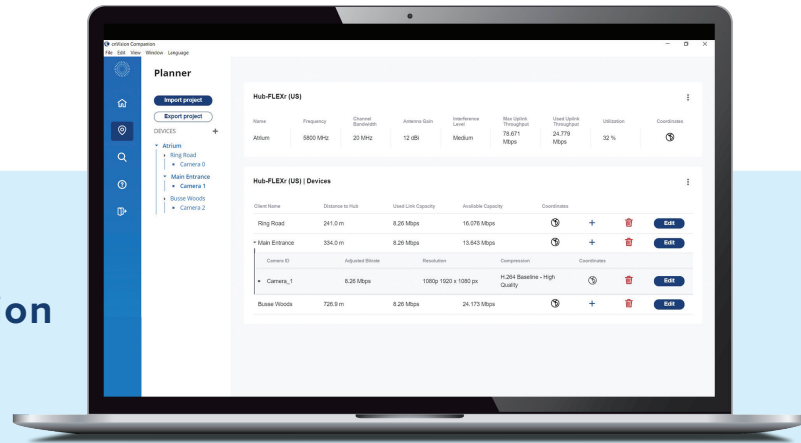 cnVision Companion
File Edit View Window Language
Planner
Import project
Export project
DEVICES +
Atrium
Ring Road
Camera 0
Main Entrance
Camera 1
Busse Woods
Camera 2
Hub-FLEXr (US)
Name Frequency Channel Bandwidth Antenna Gain Interference Level Max Uplink Throughput Used Uplink Throughput Utilization Coordinates
Atrium 5800 MHz 20 MHz 12 dBi Medium 78.671 Mbps 24.779 Mbps 32 %
Hub-FLEXr (US) | Devices
Client Name Distance to Hub Used Link Capacity Available Capacity Coordinates
Ring Road 241.0 m 8.26 Mbps 16.076 Mbps + Edit
Main Entrance 334.0 m 8.26 Mbps 13.643 Mbps + Edit
Camera ID Adjusted Bitrate Resolution Compression Coordinates
Camera_1 8.26 Mbps 1080p 1920 x 1080 px H.264 Baseline - High Quality Edit
Busse Woods 726.9 m 8.26 Mbps 24.173 Mbps + Edit
on